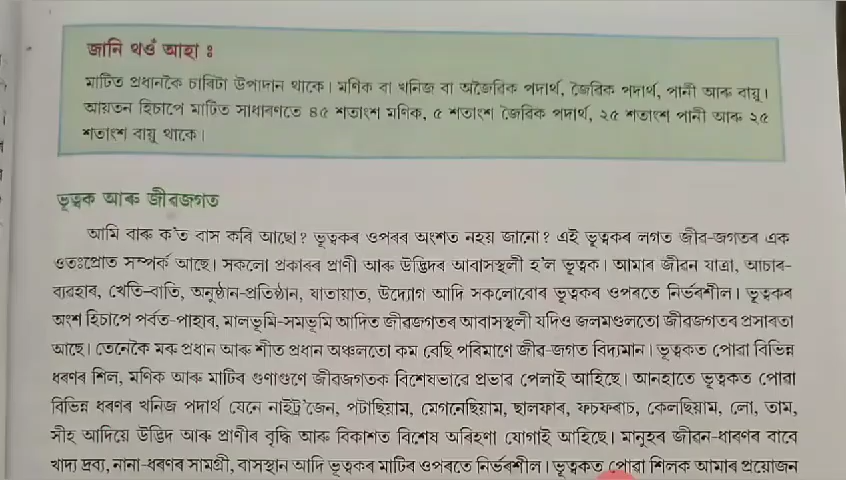 জানি থওঁ আহা :
মাটিত প্ৰধানকৈ চাৰিটা উপাদান থাকে। মণিক বা খনিজ বা অজৈৱিক পদাৰ্থ, জৈৱিক পদাৰ্থ, পানী আৰু বায়ু।
আয়তন হিচাপে মাটিত সাধাৰণতে ৪৫ শতাংশ মণিক, ৫ শতাংশ জৈৱিক পদাৰ্থ, ২৫ শতাংশ পানী আৰু ২৫
শতাংশ বায়ু থাকে।
ভূত্বক আৰু জীৱজগত
আমি বাৰু ক'ত বাস কৰি আছো? ভূত্বকৰ ওপৰৰ অংশত নহয় জানো? এই ভূত্বকৰ লগত জীৱ-জগতৰ এক
ওতঃপ্ৰোত সম্পৰ্ক আছে। সকলো প্ৰকাৰৰ প্ৰাণী আৰু উদ্ভিদৰ আবাসস্থলী হ'ল ভূত্বক। আমাৰ জীৱন যাত্ৰা, আচাৰ-
ব্যৱহাৰ, খেতি-বাতি, অনুষ্ঠান-প্ৰতিষ্ঠান, যাতায়াত, উদ্যোগ আদি সকলোবোৰ ভূত্বকৰ ওপৰতে নিৰ্ভৰশীল। ভূত্বকৰ
অংশ হিচাপে পৰ্বত-পাহাৰ, মালভূমি-সমভূমি আদিত জীৱজগতৰ আবাসস্থলী যদিও জলমণ্ডলতো জীৱজগতৰ প্ৰসাৰতা
আছে। তেনেকৈ মৰু প্ৰধান আৰু শীত প্ৰধান অঞ্চলতো কম বেছি পৰিমাণে জীৱ-জগত বিদ্যমান। ভূত্বকত পোৱা বিভিন্ন
ধৰণৰ শিল, মণিক আৰু মাটিৰ গুণাগুণে জীৱজগতক বিশেষভাৱে প্ৰভাৱ পেলাই আহিছে। আনহাতে ভূত্বকত পোৱা
বিভিন্ন ধৰণৰ খনিজ পদাৰ্থ যেনে নাইট্ৰ'জেন, পটাছিয়াম, মেগনেছিয়াম, ছালফাৰ, ফচফৰাচ, কেলছিয়াম, লো, তাম,
সীহ আদিয়ে উদ্ভিদ আৰু প্ৰাণীৰ বৃদ্ধি আৰু বিকাশত বিশেষ অৰিহণা যোগাই আহিছে। মানুহৰ জীৱন-ধাৰণৰ বাবে
খাদ্য দ্ৰব্য, নানা-ধৰণৰ সামগ্ৰী, বাসস্থান আদি ভূত্বকৰ মাটিৰ ওপৰতে নিৰ্ভৰশীল। ভূত্বকত পোৱা শিলক আমাৰ প্ৰয়োজন